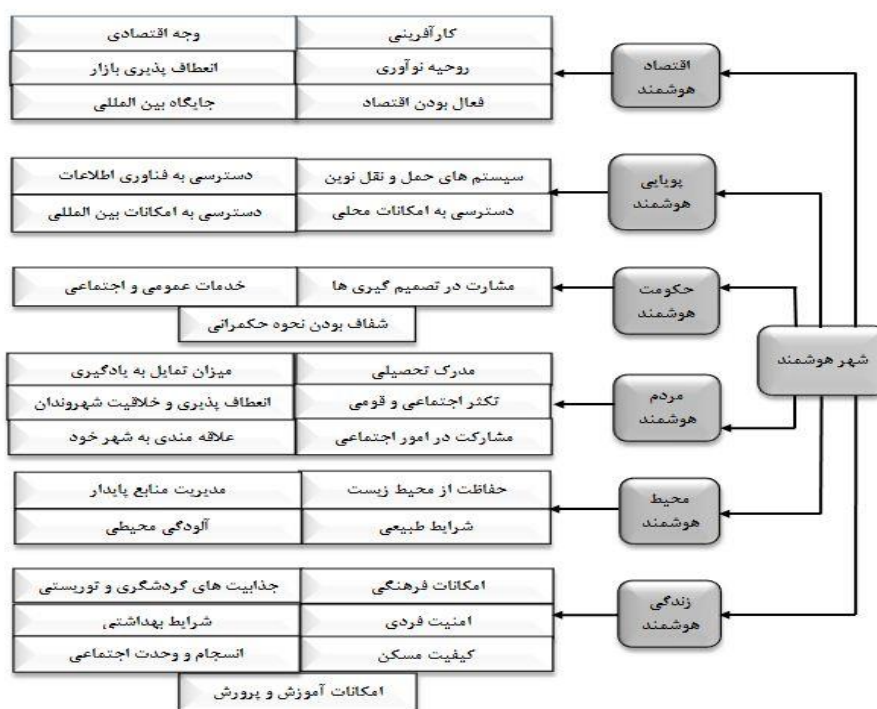 شهر هوشمند
اقتصاد
هوشمند
کارآفرینی
وجه اقتصادی
روحیه نوآوری
انعطاف پذیری بازار
فعال بودن اقتصاد
جایگاه بین المللی
پویایی
هوشمند
سیستم های حمل و نقل نوین
دسترسی به فناوری اطلاعات
دسترسی به امکانات محلی
دسترسی به امکانات بین المللی
حکومت
هوشمند
مشارت در تصمیم گیری ها
خدمات عمومی و اجتماعی
شفاف بودن نحوه حکمرانی
مردم
هوشمند
مدرک تحصیلی
میزان تمایل به یادگیری
تکثر اجتماعی و قومی
انعطاف پذیری و خلاقیت شهروندان
مشارکت در امور اجتماعی
علاقه مندی به شهر خود
محیط
هوشمند
حفاظت از محیط زیست
مدیریت منابع پایدار
شرایط طبیعی
آلودگی محیطی
زندگی
هوشمند
امکانات فرهنگی
جذابیت های گردشگری و توریستی
امنیت فردی
شرایط بهداشتی
کیفیت مسکن
انسجام و وحدت اجتماعی
امکانات آموزش و پرورش